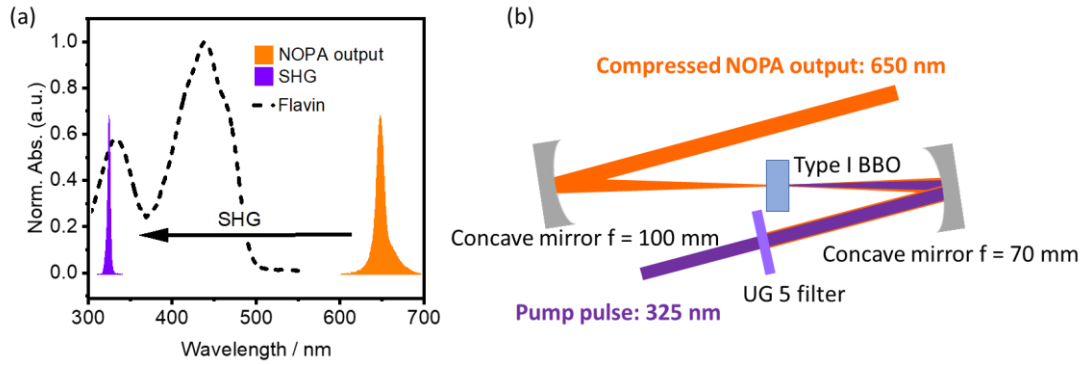 (a)
1.0
0.8
0.6
0.4
0.2
0.0
Norm. Abs. (a.u.)
NOPA output
SHG
Flavin
SHG
300
400
500
600
700
Wavelength / nm
(b)
Compressed NOPA output: 650 nm
Type I BBO
Concave mirror f = 100 mm
Concave mirror f = 70 mm
UG 5 filter
Pump pulse: 325 nm